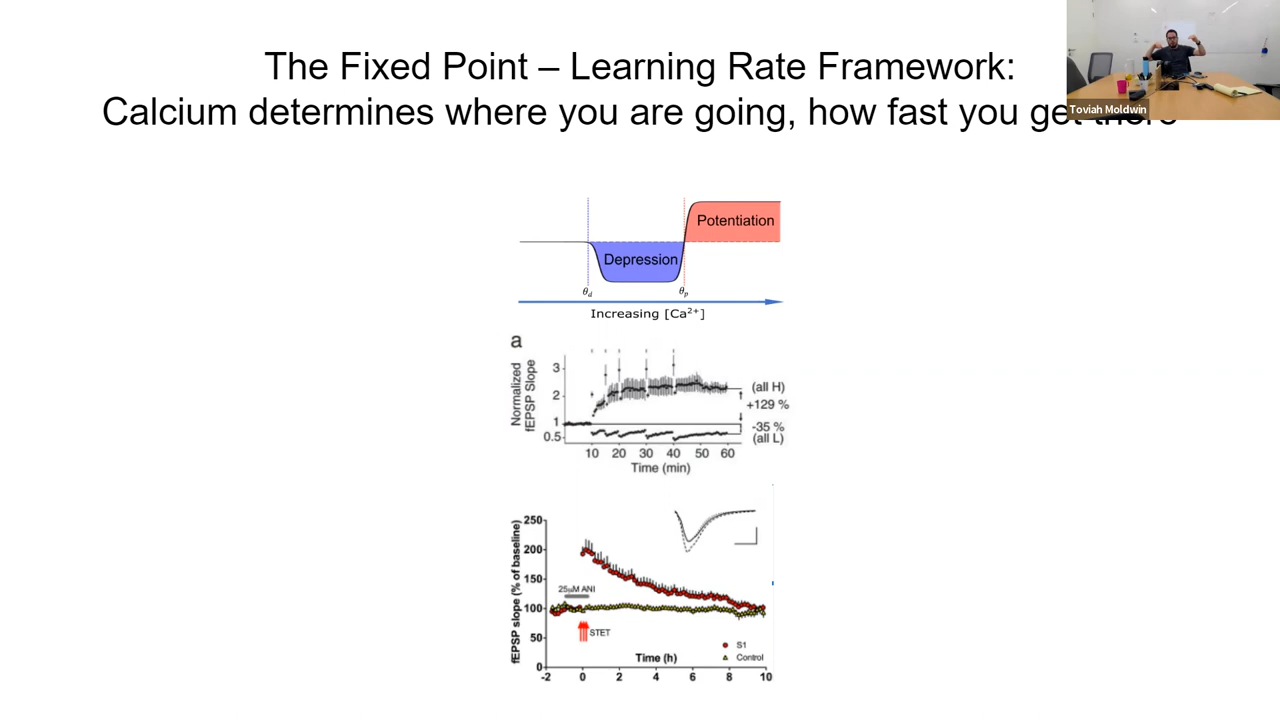 The Fixed Point – Learning Rate Framework:
Calcium determines where you are going, how fast you get there
Toviah Moldwin
Potentiation
Depression
θd
θp
Increasing [Ca²⁺]
a
Normalized
fEPSP Slope
3
2
1
0.5
(all H)
+129 %
-35 %
(all L)
10 20 30 40 50 60
Time (min)
fEPSP slope (% of baseline)
250
200
150
100
50
0
25µM ANI
STET
S1
Control
Time (h)
-2 0 2 4 6 8 10